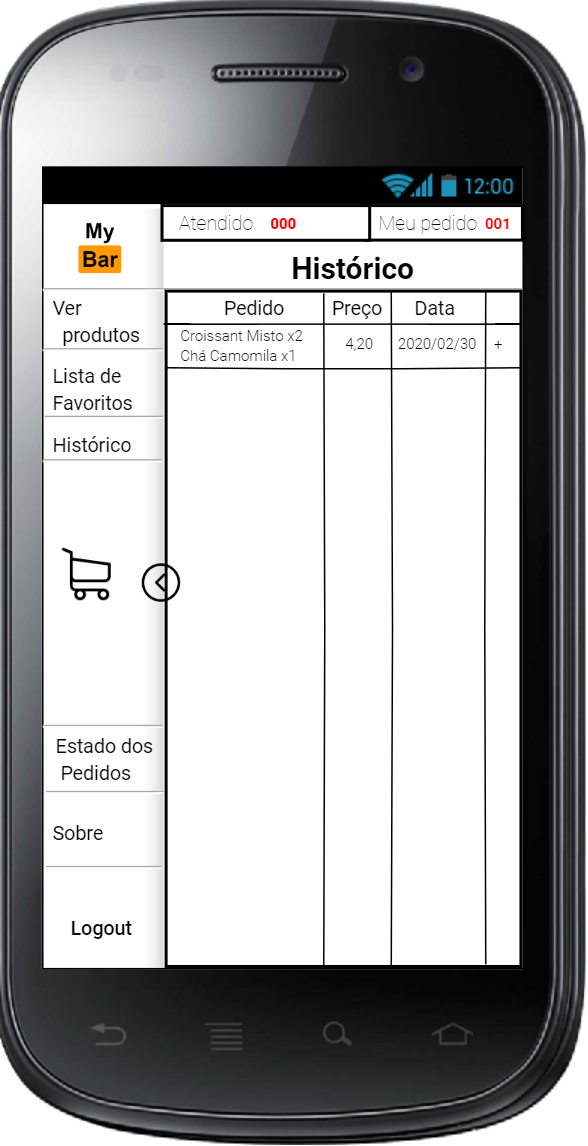 12:00
My
Bar
Atendido 000
Meu pedido 001
Histórico
Ver
produtos
Lista de
Favoritos
Histórico
Estado dos
Pedidos
Sobre
Logout
Pedido Preço Data
Croissant Misto x2
Chá Camomila x1
4,20 2020/02/30 +